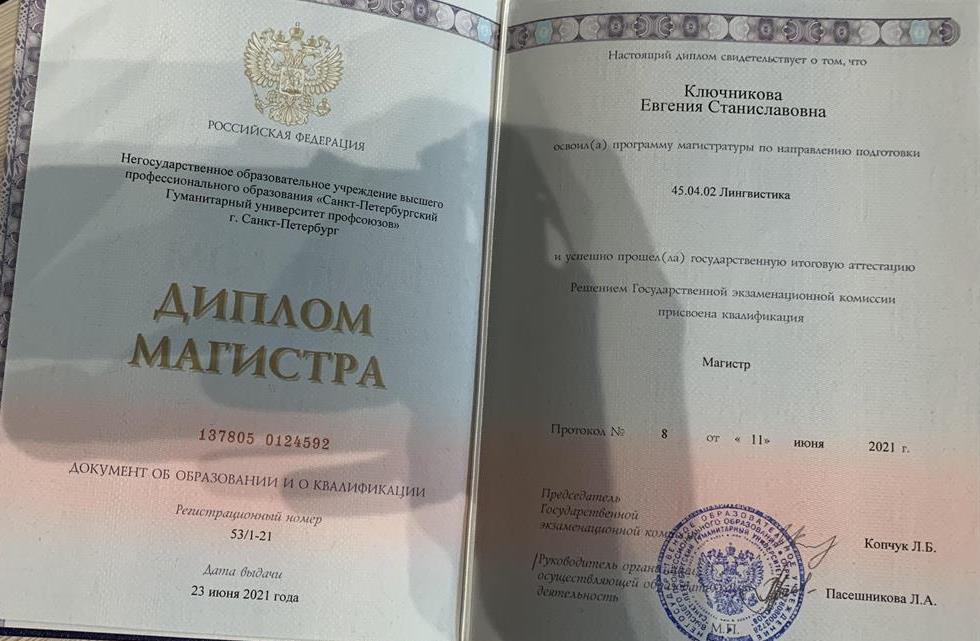 РОССИЙСКАЯ ФЕДЕРАЦИЯ
Негосударственное образовательное учреждение высшего
профессионального образования «Санкт-Петербургский
Гуманитарный университет профсоюзов»
г. Санкт-Петербург
ДИПЛОМ
МАГИСТРА
137805 0124592
ДОКУМЕНТ ОБ ОБРАЗОВАНИИ И О КВАЛИФИКАЦИИ
Регистрационный номер
53/1-21
Дата выдачи
23 июня 2021 года
Настоящий диплом свидетельствует о том, что
Ключникова
Евгения Станиславовна
освоил(а) программу магистратуры по направлению подготовки
45.04.02 Лингвистика
и успешно прошел(ла) государственную итоговую аттестацию
Решением Государственной экзаменационной комиссии
присвоена квалификация
Магистр
Протокол № 8 от « 11» июня 2021 г.
Председатель
Государственной
экзаменационной
Копчук Л.Б.
Руководитель
осуществляющей
деятельность
Пасешникова Л.А.
М.П.